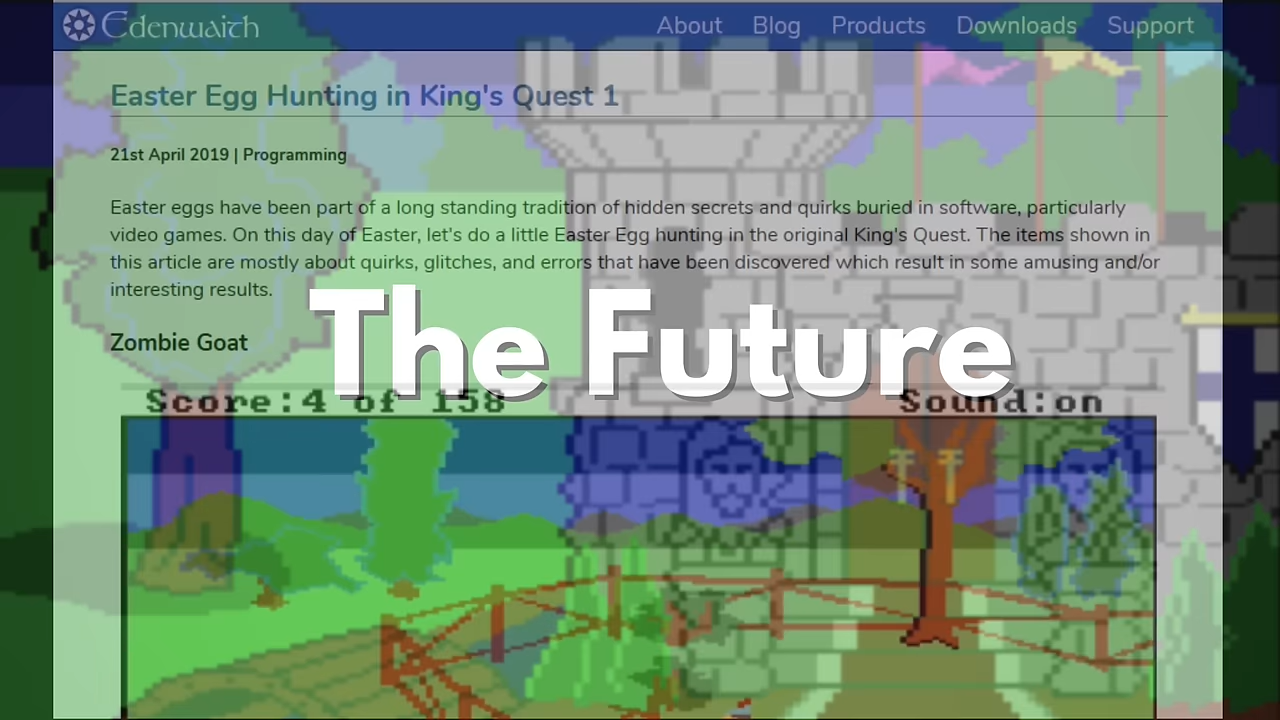 Edenwaith
About Blog Products Downloads Support
Easter Egg Hunting in King's Quest 1
21st April 2019 | Programming
Easter eggs have been part of a long standing tradition of hidden secrets and quirks buried in software, particularly
video games. On this day of Easter, let's do a little Easter Egg hunting in the original King's Quest. The items shown in
this article are mostly about quirks, glitches, and errors that have been discovered which result in some amusing and/or
interesting results.
The Future
Zombie Goat
Score:4 of 158 Sound:on